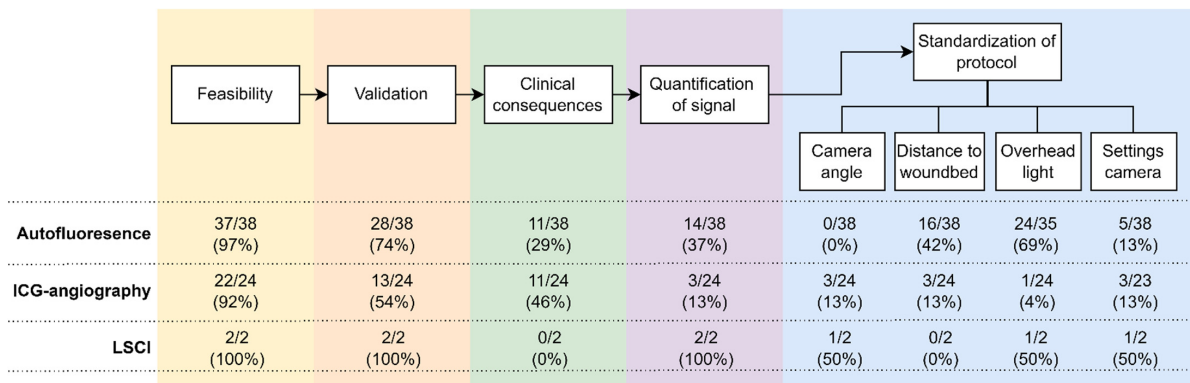 Standardization of
protocol
Feasibility
Validation
Clinical
consequences
Quantification
of signal
Camera
angle
Distance to
woundbed
Overhead
light
Settings
camera
Autofluoresence 37/38 28/38 11/38 14/38 0/38 16/38 24/35 5/38
(97%) (74%) (29%) (37%) (0%) (42%) (69%) (13%)
ICG-angiography 22/24 13/24 11/24 3/24 3/24 3/24 1/24 3/23
(92%) (54%) (46%) (13%) (13%) (13%) (4%) (13%)
LSCI 2/2 2/2 0/2 2/2 1/2 0/2 1/2 1/2
(100%) (100%) (0%) (100%) (50%) (0%) (50%) (50%)